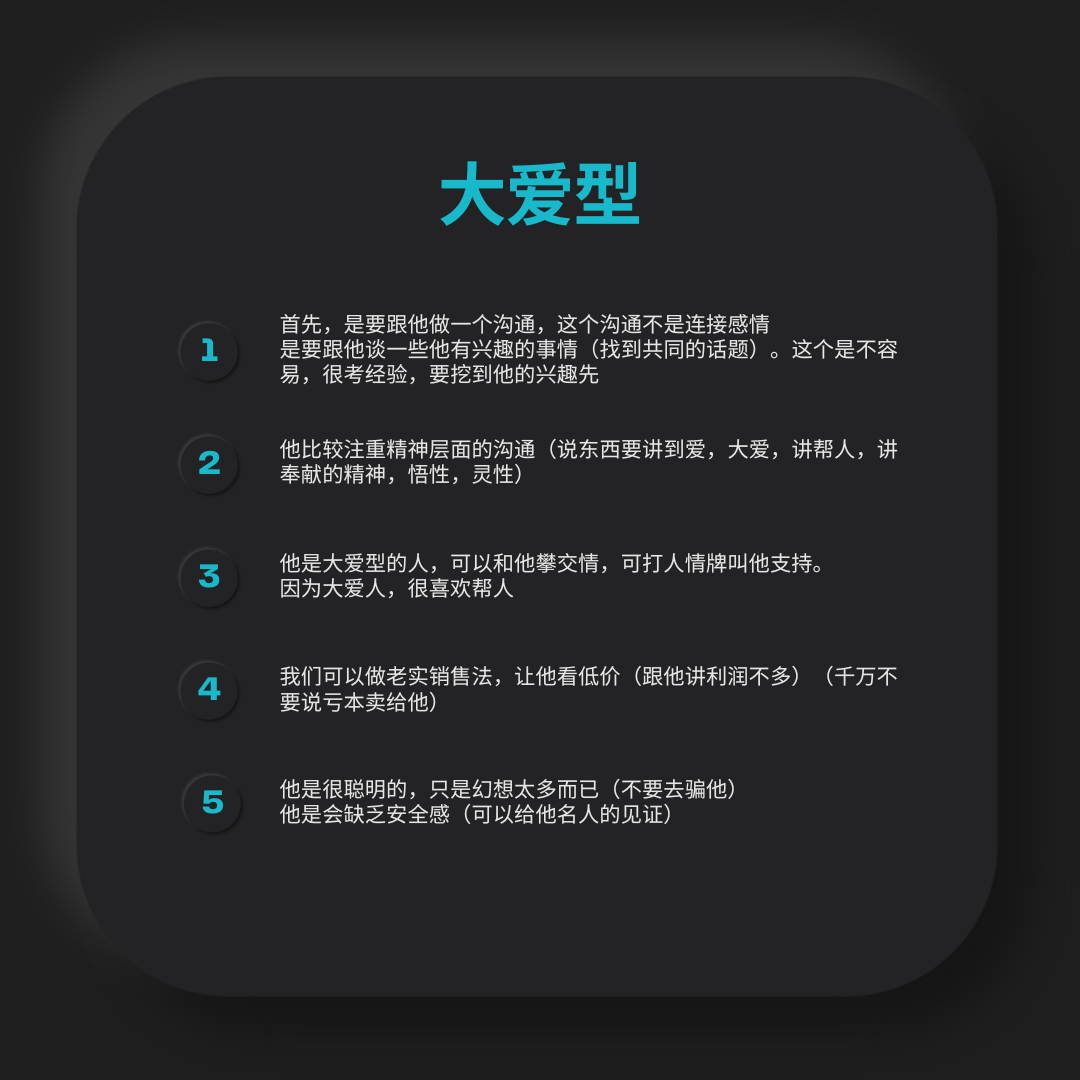 大爱型
1
首先，是要跟他做一个沟通，这个沟通不是连接感情
是要跟他谈一些他有兴趣的事情（找到共同的话题）。这个是不容
易，很考经验，要挖到他的兴趣先
2
他比较注重精神层面的沟通（说东西要讲到爱，大爱，讲帮人，讲
奉献的精神，悟性，灵性）
3
他是大爱型的人，可以和他攀交情，可打人情牌叫他支持。
因为大爱人，很喜欢帮人
4
我们可以做老实销售法，让他看低价（跟他讲利润不多）（千万不
要说亏本卖给他）
5
他是很聪明的，只是幻想太多而已（不要去骗他）
他是会缺乏安全感（可以给他名人的见证）